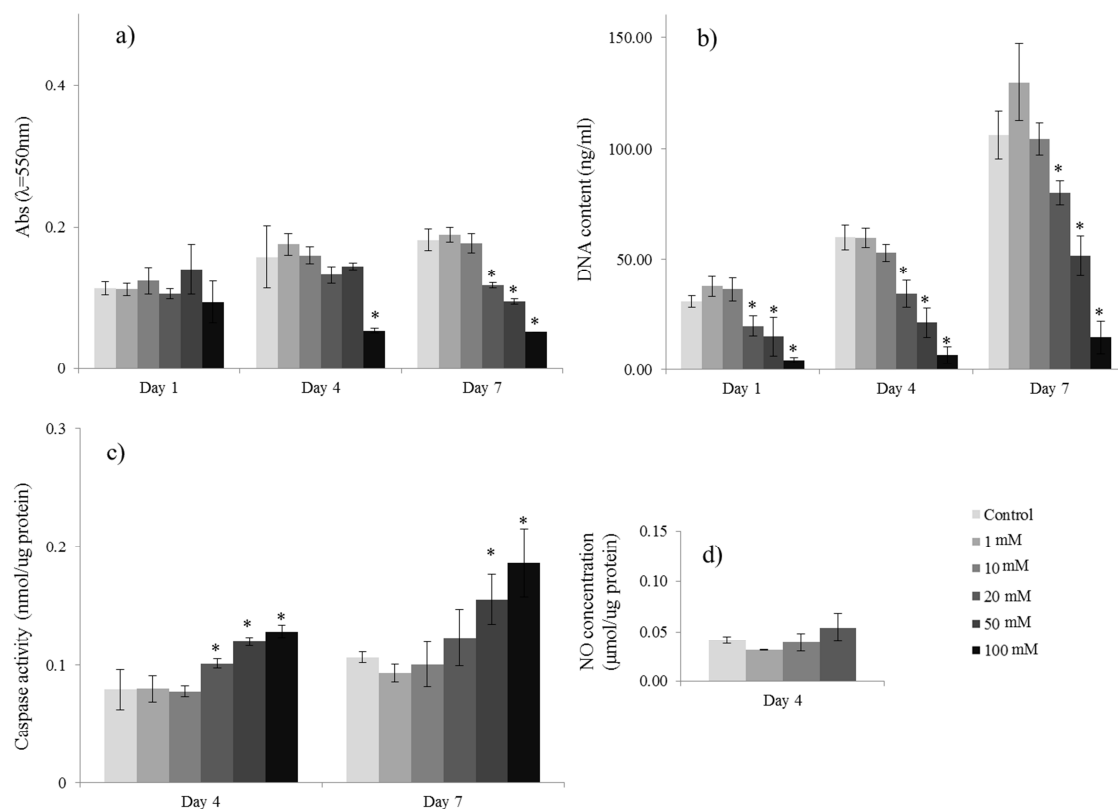 a)
Abs (λ=550nm)
0.4
0.2
0
Day 1 Day 4 Day 7
b)
DNA content (ng/ml)
150.00
100.00
50.00
0.00
* * * * * * * * *
Day 1 Day 4 Day 7
* * * *
c)
Caspase activity (nmol/ug protein)
0.3
0.2
0.1
0
* * * * *
Day 4 Day 7
d)
NO concentration
(µmol/ug protein)
0.15
0.10
0.05
0.00
Day 4
Control
1 mM
10 mM
20 mM
50 mM
100 mM